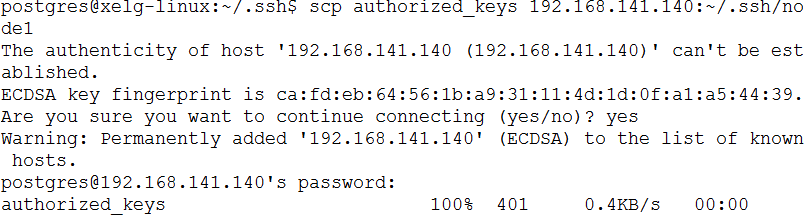 postgres@xelg-linux:~/.ssh$ scp authorized_keys 192.168.141.140:~/.ssh/no
de1
The authenticity of host '192.168.141.140 (192.168.141.140)' can't be est
ablished.
ECDSA key fingerprint is ca:fd:eb:64:56:1b:a9:31:11:4d:1d:0f:a1:a5:44:39.
Are you sure you want to continue connecting (yes/no)? yes
Warning: Permanently added '192.168.141.140' (ECDSA) to the list of known
 hosts.
postgres@192.168.141.140's password:
authorized_keys 100% 401 0.4KB/s 00:00